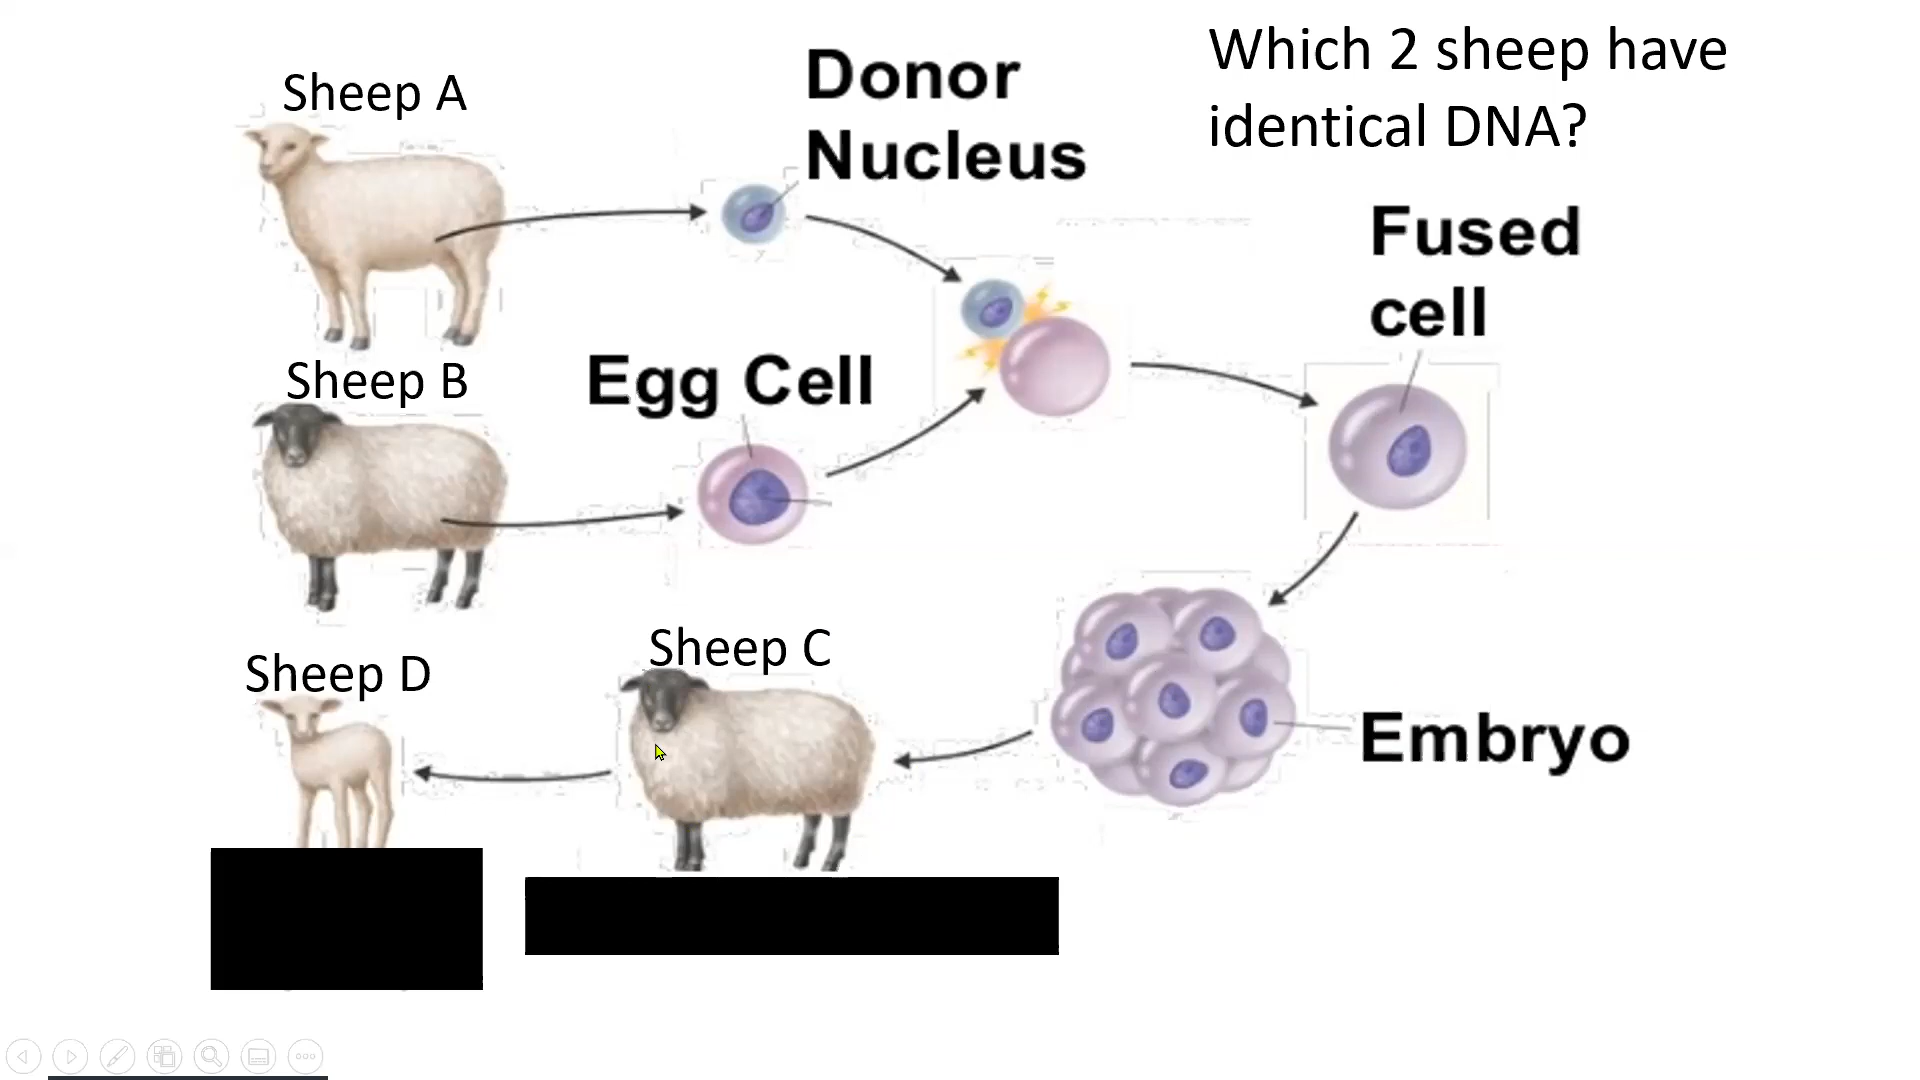 Which 2 sheep have
identical DNA?
Sheep A
Donor
Nucleus
Fused
cell
Sheep B
Egg Cell
Sheep C
Sheep D
Embryo